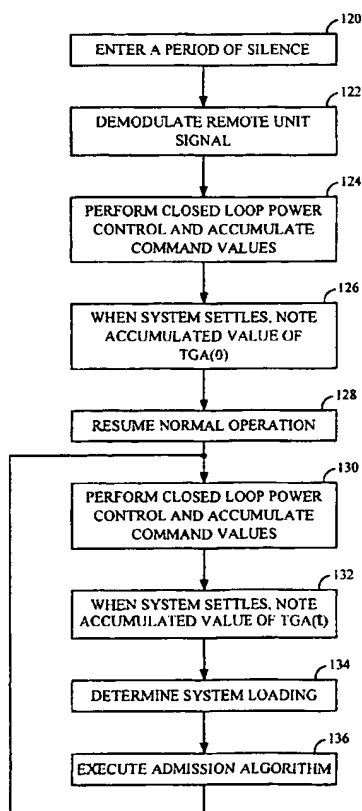 120
ENTER A PERIOD OF SILENCE
122
DEMODULATE REMOTE UNIT
SIGNAL
124
PERFORM CLOSED LOOP POWER
CONTROL AND ACCUMULATE
COMMAND VALUES
126
WHEN SYSTEM SETTLES, NOTE
ACCUMULATED VALUE OF
TGA(0)
128
RESUME NORMAL OPERATION
130
PERFORM CLOSED LOOP POWER
CONTROL AND ACCUMULATE
COMMAND VALUES
132
WHEN SYSTEM SETTLES, NOTE
ACCUMULATED VALUE OF TGA(t)
134
DETERMINE SYSTEM LOADING
136
EXECUTE ADMISSION ALGORITHM